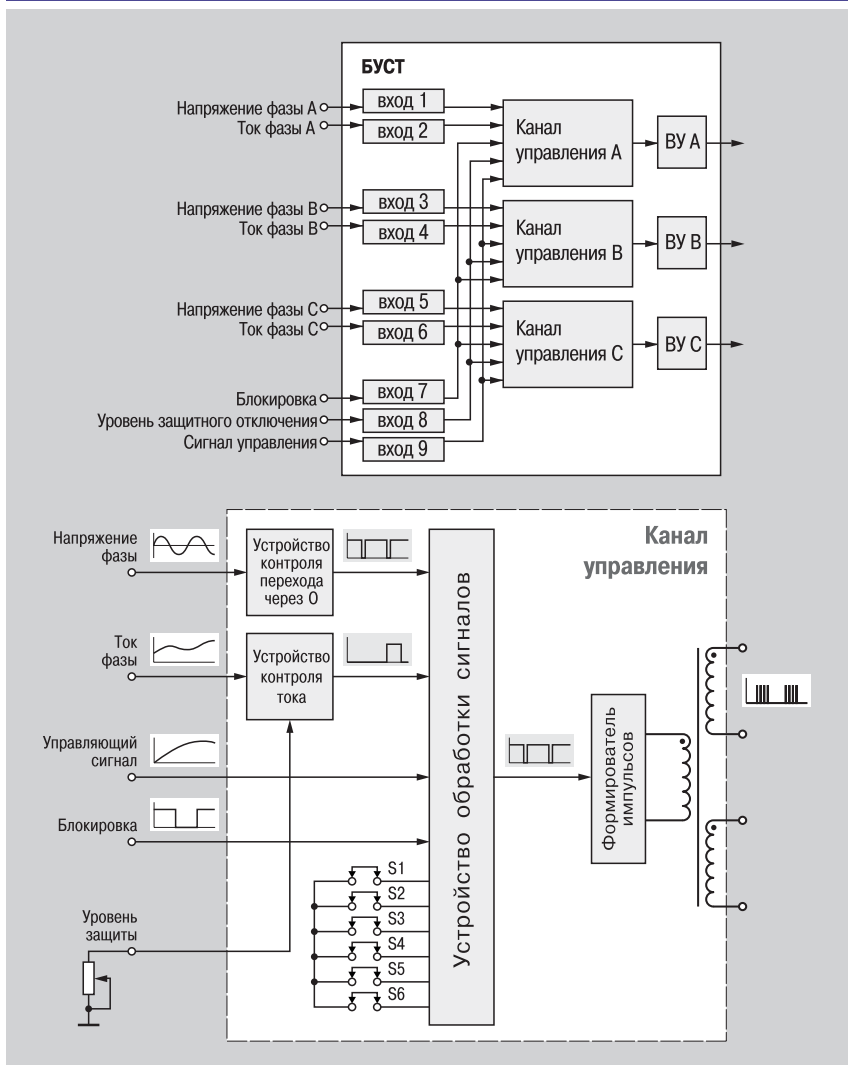 БУСТ
Напряжение фазы А
вход 1
Ток фазы А
вход 2
Канал
управления А
ВУ А
Напряжение фазы В
вход 3
Ток фазы В
вход 4
Канал
управления В
ВУ В
Напряжение фазы С
вход 5
Ток фазы С
вход 6
Канал
управления С
ВУ С
Блокировка
вход 7
Уровень защитного отключения
вход 8
Сигнал управления
вход 9
Канал
управления
Напряжение
фазы
Устройство
контроля
перехода
через 0
Ток
фазы
Устройство
контроля
тока
Управляющий
сигнал
Блокировка
Уровень
защиты
S1
S2
S3
S4
S5
S6
Устройство обработки сигналов
Формирователь
импульсов